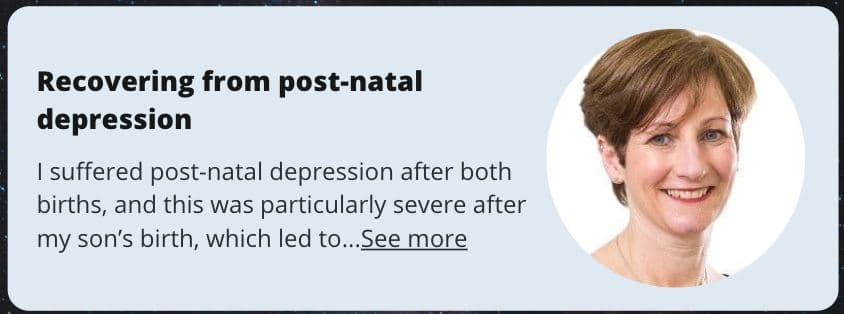 Recovering from post-natal
depression
I suffered post-natal depression after both
births, and this was particularly severe after
my son’s birth, which led to...See more